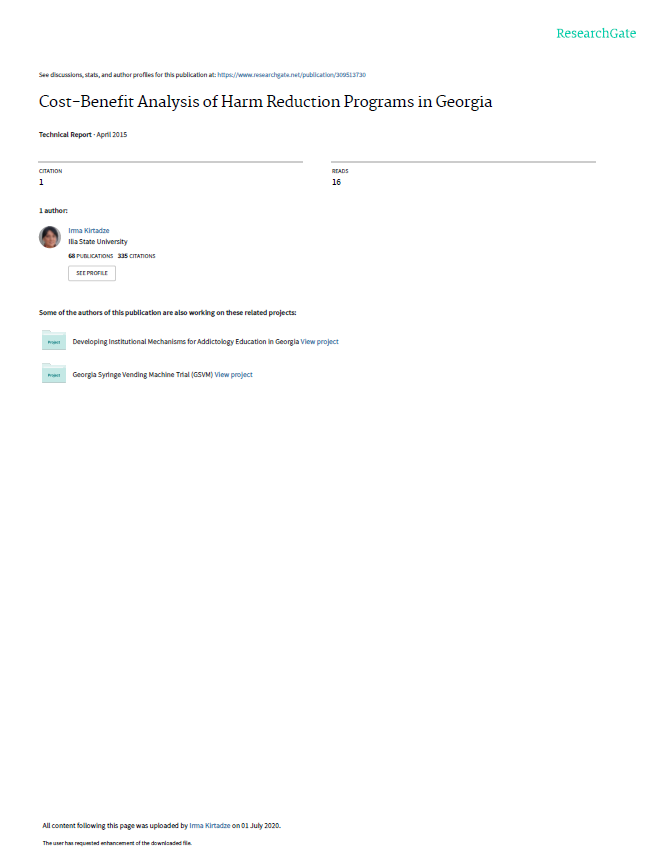 ResearchGate
See discussions, stats, and author profiles for this publication at: https://www.researchgate.net/publication/309513730
Cost-Benefit Analysis of Harm Reduction Programs in Georgia
Technical Report · April 2015
CITATION
1
READS
16
1 author:
Irma Kirtadze
Ilia State University
68 PUBLICATIONS 335 CITATIONS
SEE PROFILE
Some of the authors of this publication are also working on these related projects:
Project
Developing Institutional Mechanisms for Addictology Education in Georgia View project
Project
Georgia Syringe Vending Machine Trial (GSVM) View project
All content following this page was uploaded by Irma Kirtadze on 01 July 2020.
The user has requested enhancement of the downloaded file.